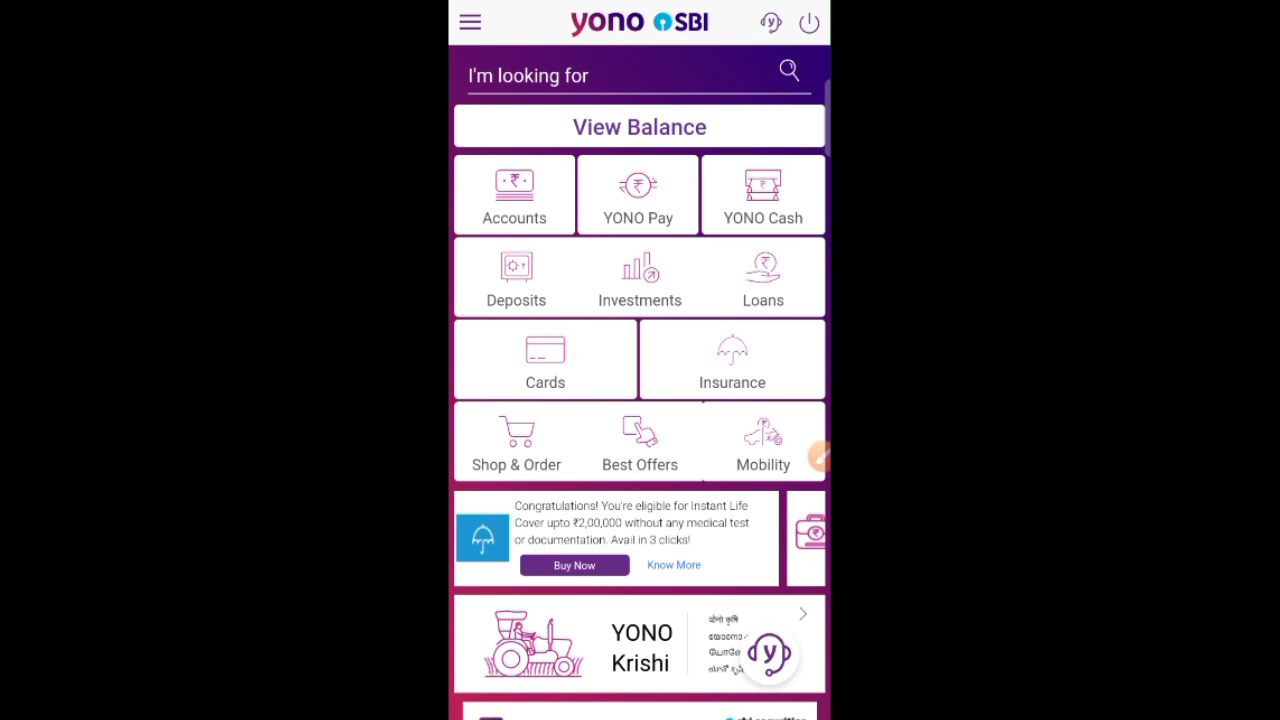 yono SBI
I'm looking for
View Balance
Accounts
YONO Pay
YONO Cash
Deposits
Investments
Loans
Cards
Insurance
Shop & Order
Best Offers
Mobility
Congratulations! You're eligible for Instant Life
Cover upto ₹2,00,000 without any medical test
or documentation. Avail in 3 clicks!
Buy Now
Know More
YONO
Krishi
योनो कृषि